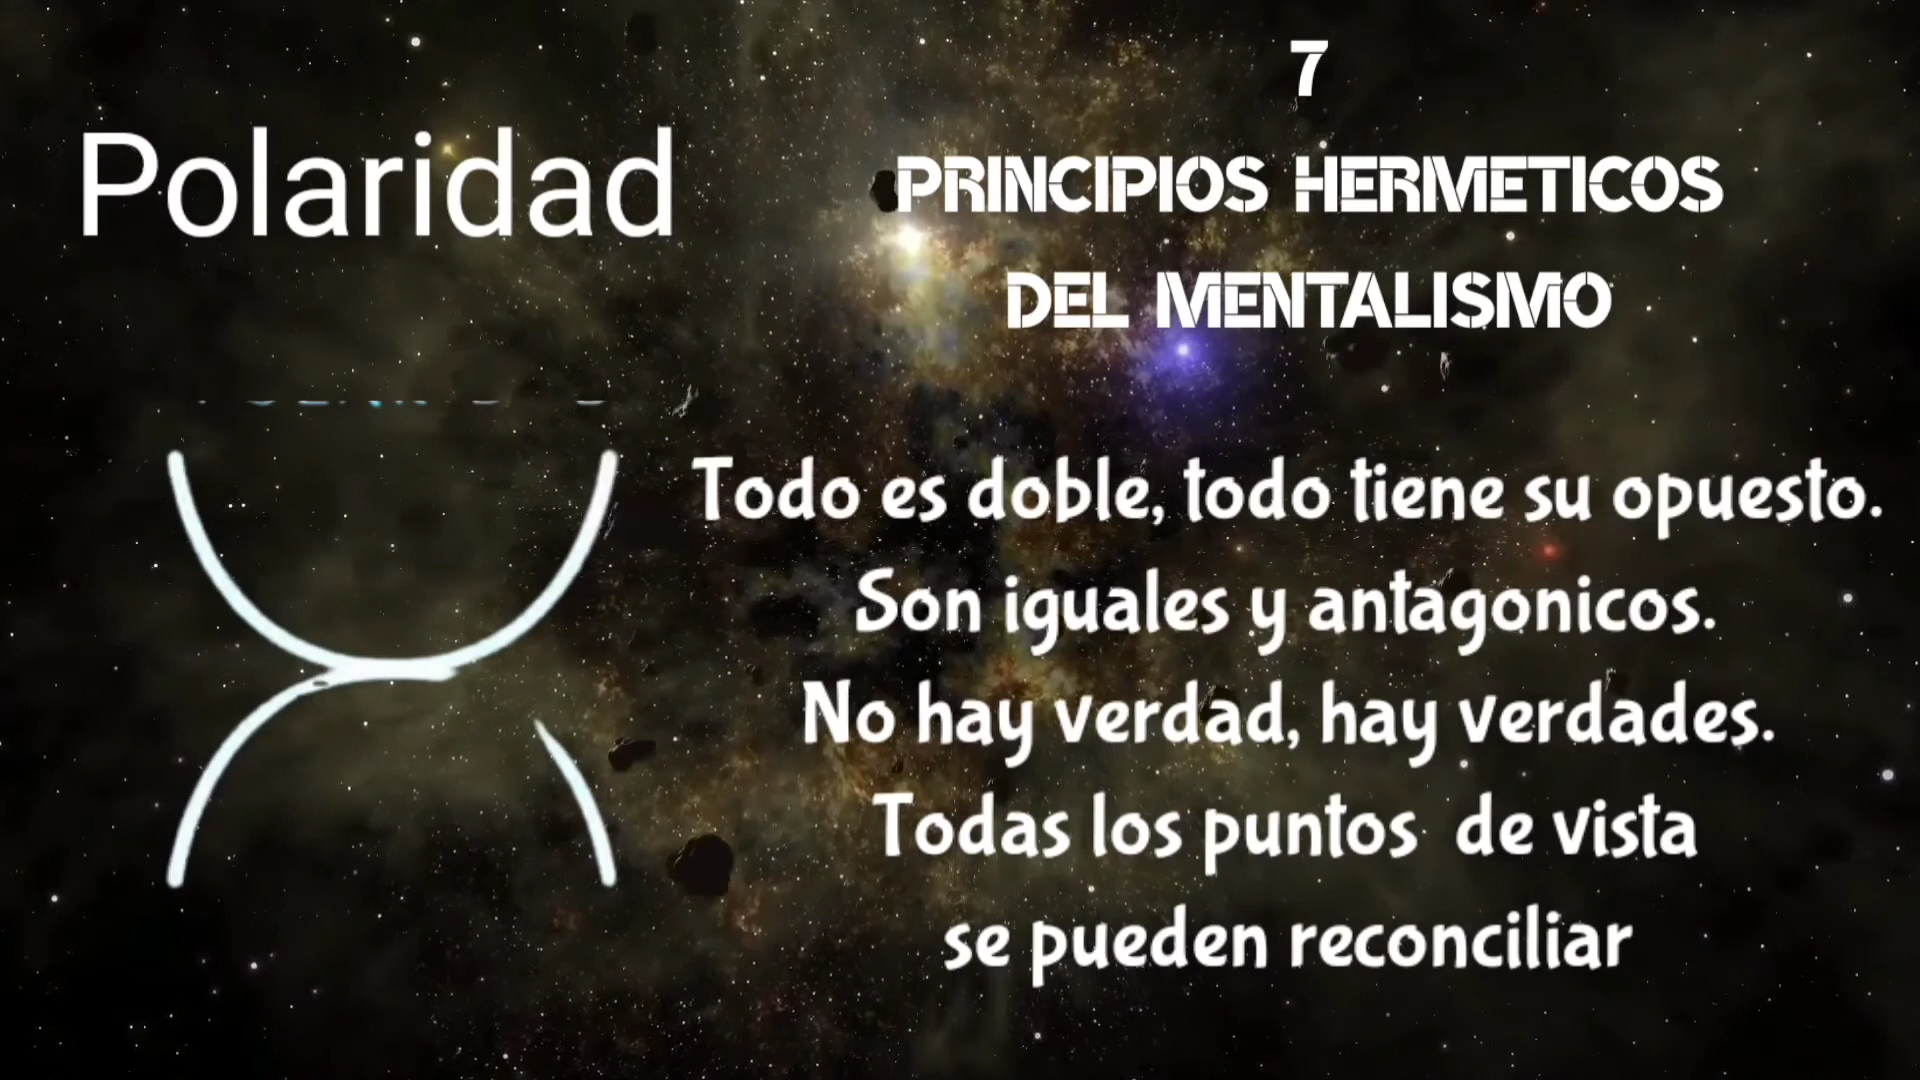 Polaridad
7
PRINCIPIOS HERMETICOS
DEL MENTALISMO
Todo es doble, todo tiene su opuesto.
Son iguales y antagonicos.
No hay verdad, hay verdades.
Todas los puntos de vista
se pueden reconciliar